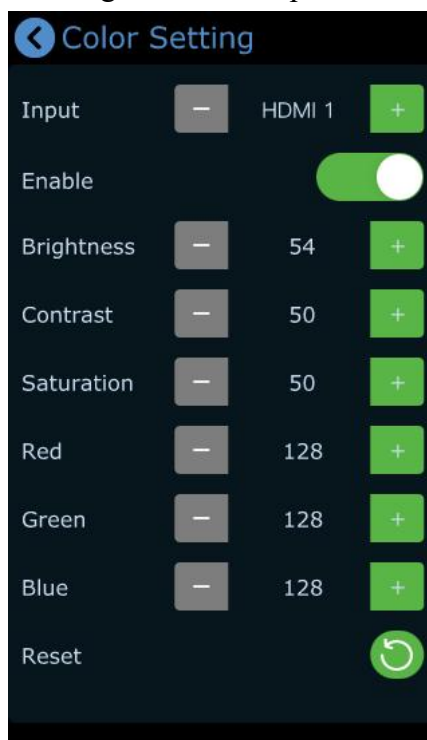 Color Setting
Input − HDMI 1 +
Enable
Brightness − 54 +
Contrast − 50 +
Saturation − 50 +
Red − 128 +
Green − 128 +
Blue − 128 +
Reset